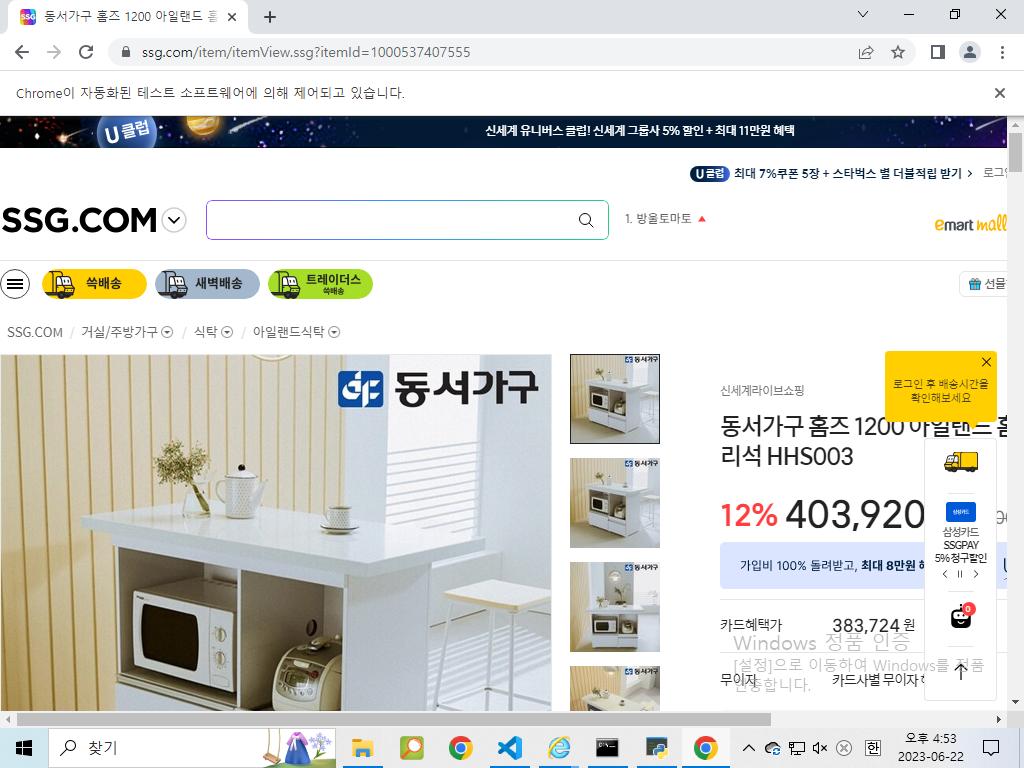 동서가구 홈즈 1200 아일랜드 홈
ssg.com/item/itemView.ssg?itemId=1000537407555
Chrome이 자동화된 테스트 소프트웨어에 의해 제어되고 있습니다.
U클럽
신세계 유니버스 클럽! 신세계 그룹사 5% 할인 + 최대 11만원 혜택
U클럽 최대 7%쿠폰 5장 + 스타벅스 별 더블적립 받기 >
로그인
SSG.COM
1. 방울토마토
emart mall
쓱배송
새벽배송
트레이더스
쓱배송
선물
SSG.COM / 거실/주방가구 / 식탁 / 아일랜드식탁
동서가구
신세계라이브쇼핑
로그인 후 배송시간을
확인해보세요
동서가구 홈즈 1200 아일랜드 홈
리석 HHS003
12% 403,920
가입비 100% 돌려받고, 최대 8만원
삼성카드
삼성카드
SSGPAY
5% 청구할인
0
카드혜택가 383,724 원
Windows 정품 인증
[설정]으로 이동하여 Windows를 정품
인증합니다.
무이자 카드사별 무이자
찾기
한
오후 4:53
2023-06-22